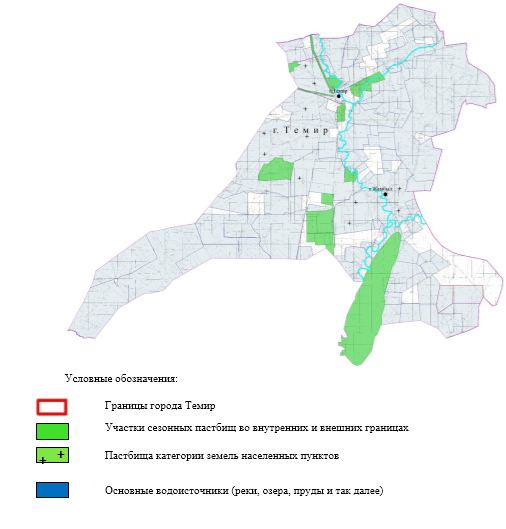 г.Темир
г. Темир
Условные обозначения:
Границы города Темир
Участки сезонных пастбищ во внутренних и внешних границах
Пастбища категории земель населенных пунктов
Основные водоисточники (реки, озера, пруды и так далее)